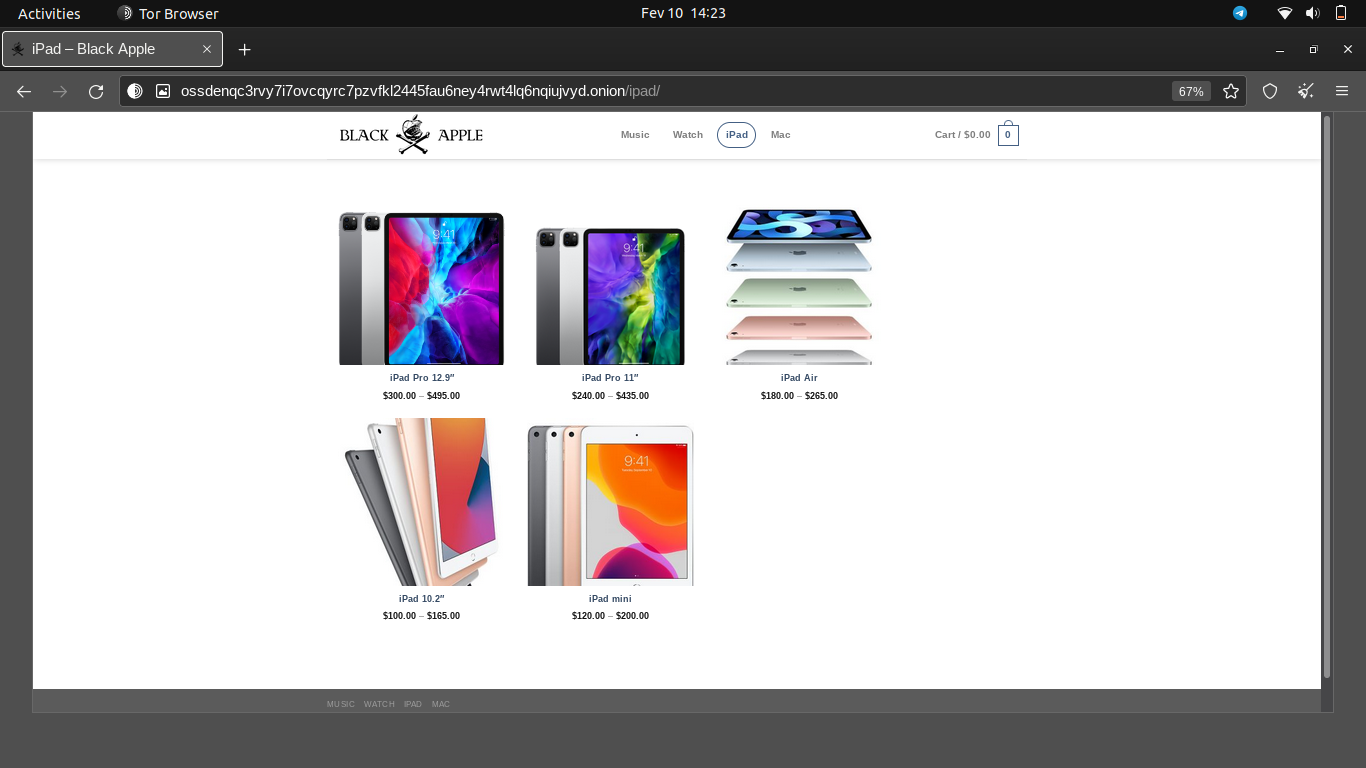 Activities Tor Browser Fev 10 14:23
iPad – Black Apple
ossdenqc3rvy7i7ovcqyrc7pzvfkl2445fau6ney4rwt4lq6nqiujvyd.onion/ipad/ 67%
BLACK APPLE Music Watch iPad Mac Cart / $0.00 0
9:41
9:41
iPad Pro 12.9″ iPad Pro 11″ iPad Air
$300.00 – $495.00 $240.00 – $435.00 $180.00 – $265.00
9:41
iPad 10.2″ iPad mini
$100.00 – $165.00 $120.00 – $200.00
MUSIC WATCH IPAD MAC